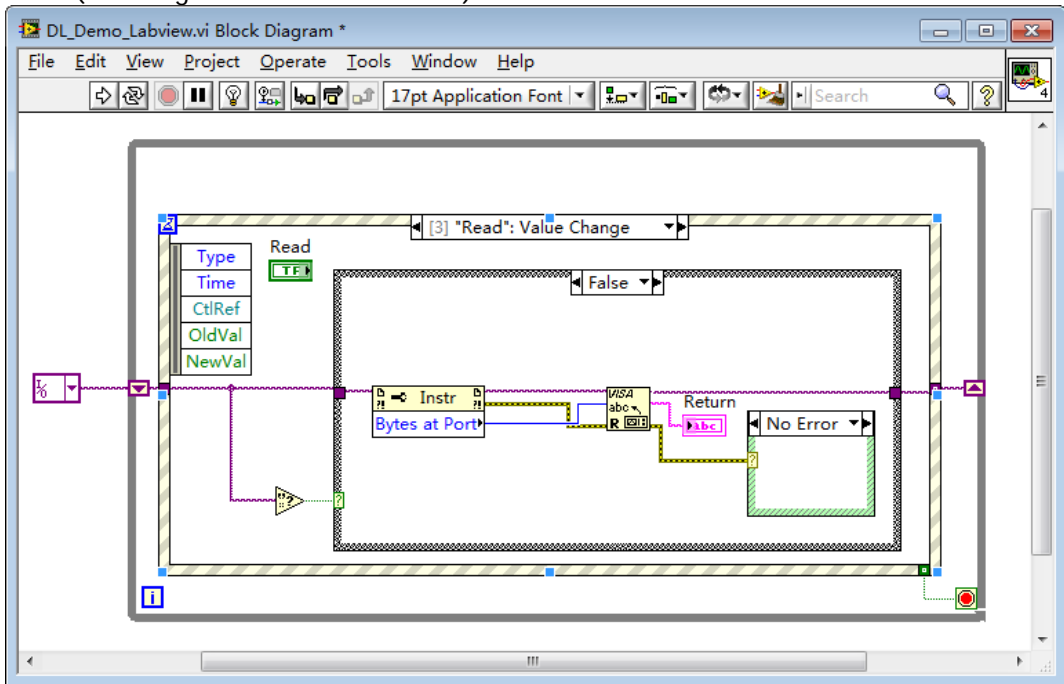 DL_Demo_Labview.vi Block Diagram *
File Edit View Project Operate Tools Window Help
17pt Application Font Search
4
[3] "Read": Value Change
Type
Time
CtlRef
OldVal
NewVal
Read
TF
False
I/O
Instr
Bytes at Port
VISA
abc
R
Return
abc
No Error
?
?
"?
i